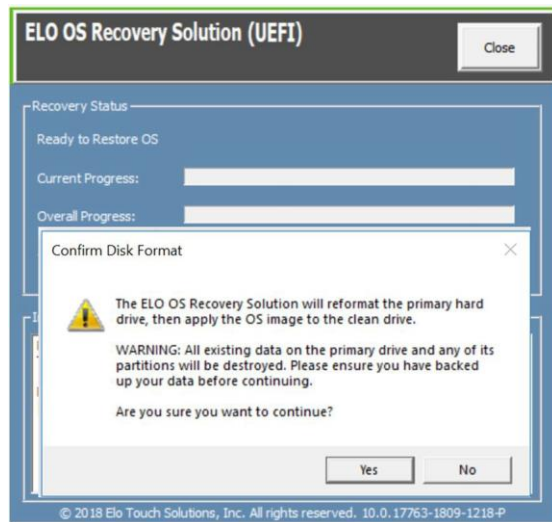 ELO OS Recovery Solution (UEFI)
Close
Recovery Status
Ready to Restore OS
Current Progress:
Overall Progress:
Confirm Disk Format
The ELO OS Recovery Solution will reformat the primary hard
drive, then apply the OS image to the clean drive.
WARNING: All existing data on the primary drive and any of its
partitions will be destroyed. Please ensure you have backed
up your data before continuing.
Are you sure you want to continue?
Yes
No
© 2018 Elo Touch Solutions, Inc. All rights reserved. 10.0.17763-1809-1218-P